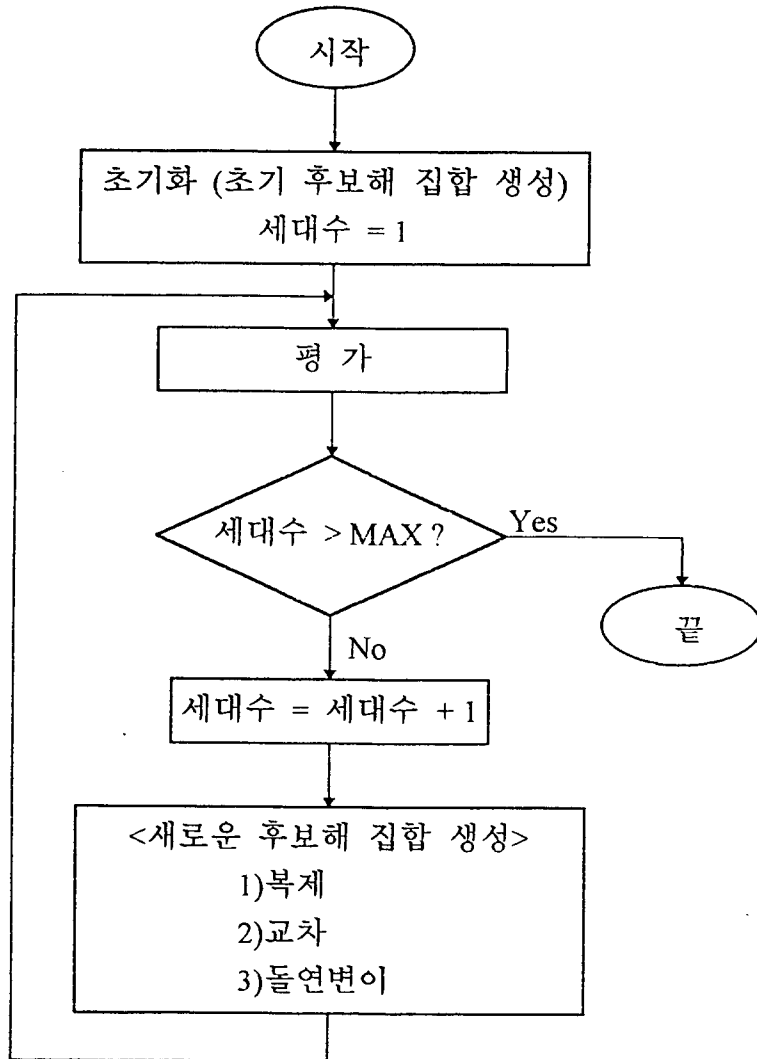 시작
초기화 (초기 후보해 집합 생성)
세대수 = 1
평 가
세대수 > MAX ?
Yes
끝
No
세대수 = 세대수 + 1
<새로운 후보해 집합 생성>
1)복제
2)교차
3)돌연변이